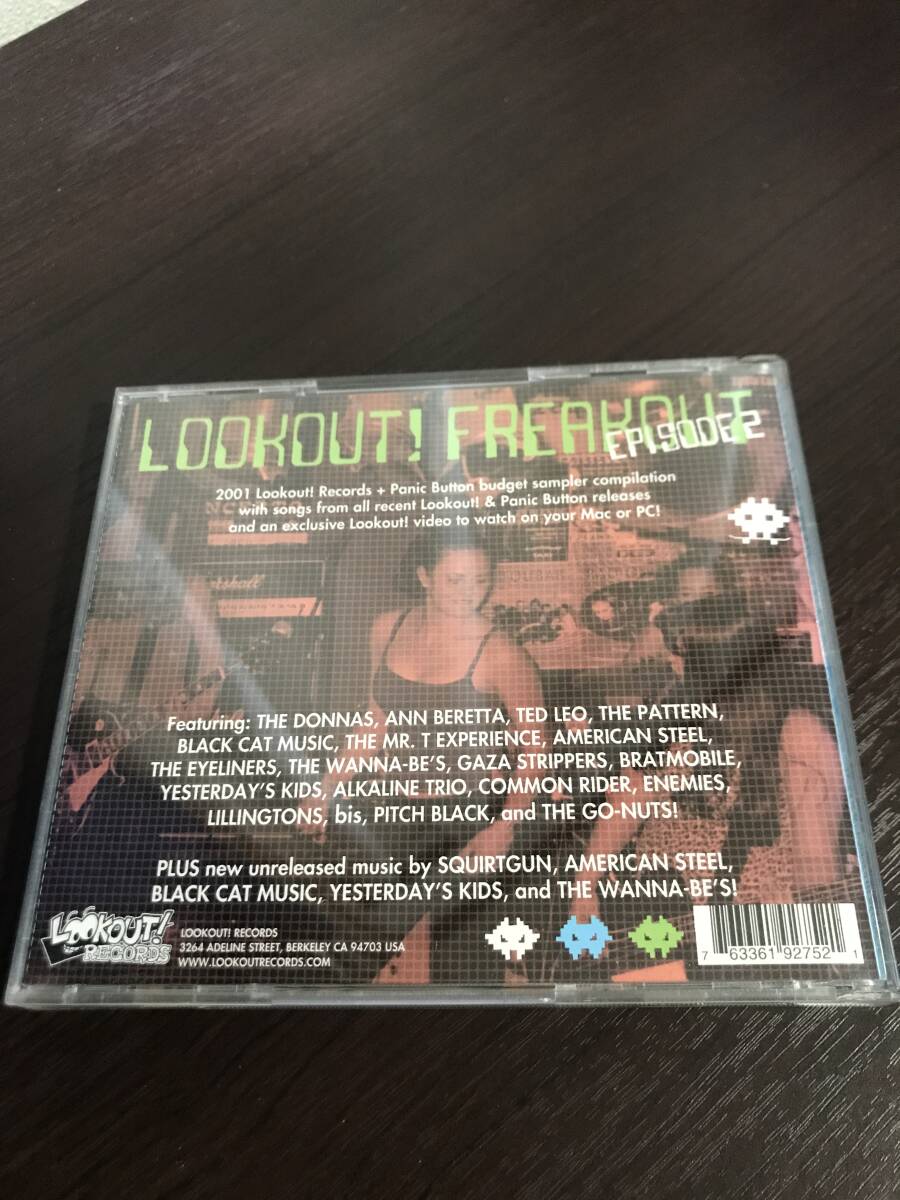 LOOKOUT! FREAKOUT
EPISODE 2
2001 Lookout! Records + Panic Button budget sampler compilation
with songs from all recent Lookout! & Panic Button releases
and an exclusive Lookout! video to watch on your Mac or PC!
Marshall
Featuring: THE DONNAS, ANN BERETTA, TED LEO, THE PATTERN,
BLACK CAT MUSIC, THE MR. T EXPERIENCE, AMERICAN STEEL,
THE EYELINERS, THE WANNA-BE'S, GAZA STRIPPERS, BRATMOBILE,
YESTERDAY'S KIDS, ALKALINE TRIO, COMMON RIDER, ENEMIES,
LILLINGTONS, bis, PITCH BLACK, and THE GO-NUTS!
PLUS new unreleased music by SQUIRTGUN, AMERICAN STEEL,
BLACK CAT MUSIC, YESTERDAY'S KIDS, and THE WANNA-BE'S!
LOOKOUT!
RECORDS
LOOKOUT! RECORDS
3264 ADELINE STREET, BERKELEY CA 94703 USA
WWW.LOOKOUTRECORDS.COM
7 63361 92752 1